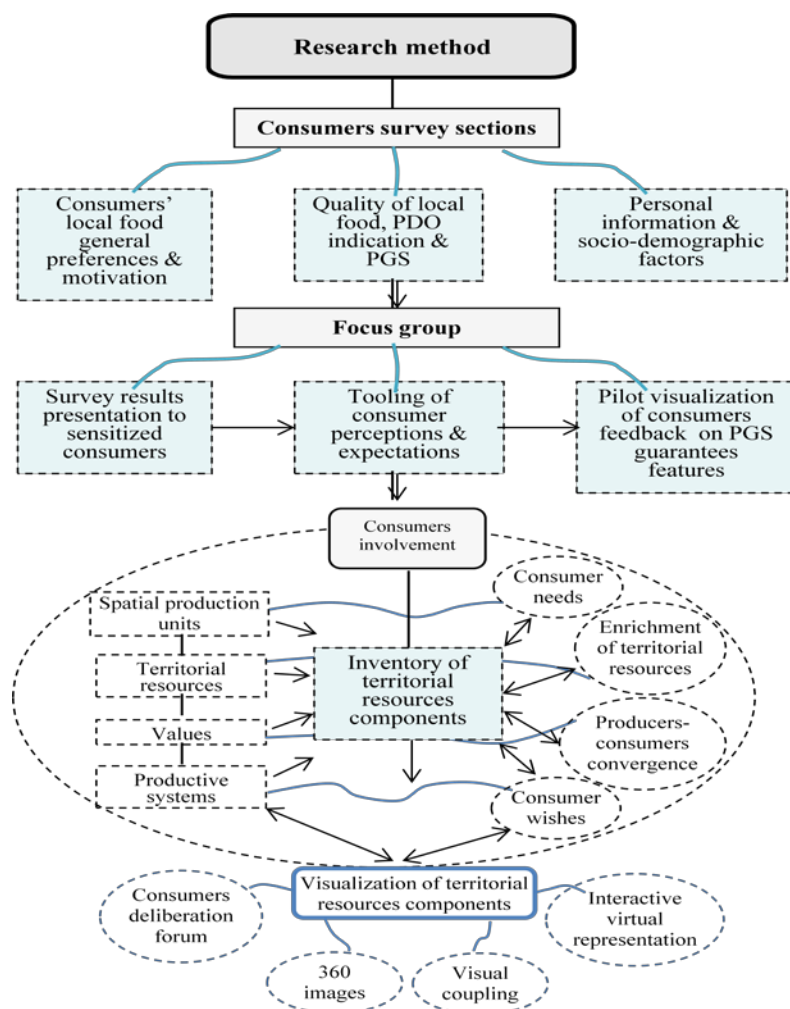 Research method
Consumers survey sections
Consumers'
local food
general
preferences &
motivation
Quality of local
food, PDO
indication &
PGS
Personal
information &
socio-demographic
factors
Focus group
Survey results
presentation to
sensitized
consumers
Tooling of
consumer
perceptions &
expectations
Pilot visualization
of consumers
feedback on PGS
guarantees
features
Consumers
involvement
Spatial production
units
Territorial
resources
Values
Productive
systems
Inventory of
territorial
resources
components
Consumer
needs
Enrichment of
territorial
resources
Producers-
consumers
convergence
Consumer
wishes
Visualization of territorial
resources components
Consumers
deliberation
forum
360
images
Visual
coupling
Interactive
virtual
representation